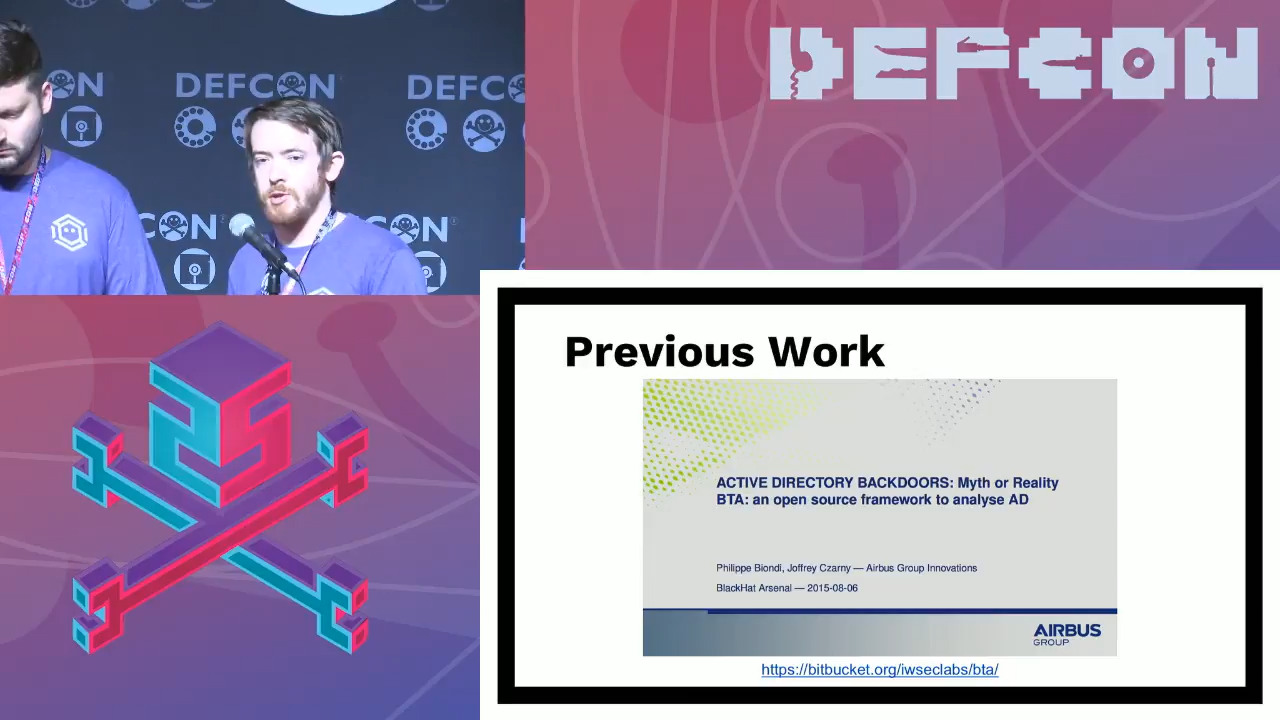 DEFCON
DEFCON
DEFC
CON
N
Previous Work
ACTIVE DIRECTORY BACKDOORS: Myth or Reality
BTA: an open source framework to analyse AD
Philippe Biondi, Joffrey Czarny — Airbus Group Innovations
BlackHat Arsenal — 2015-08-06
AIRBUS
GROUP
https://bitbucket.org/iwseclabs/bta/